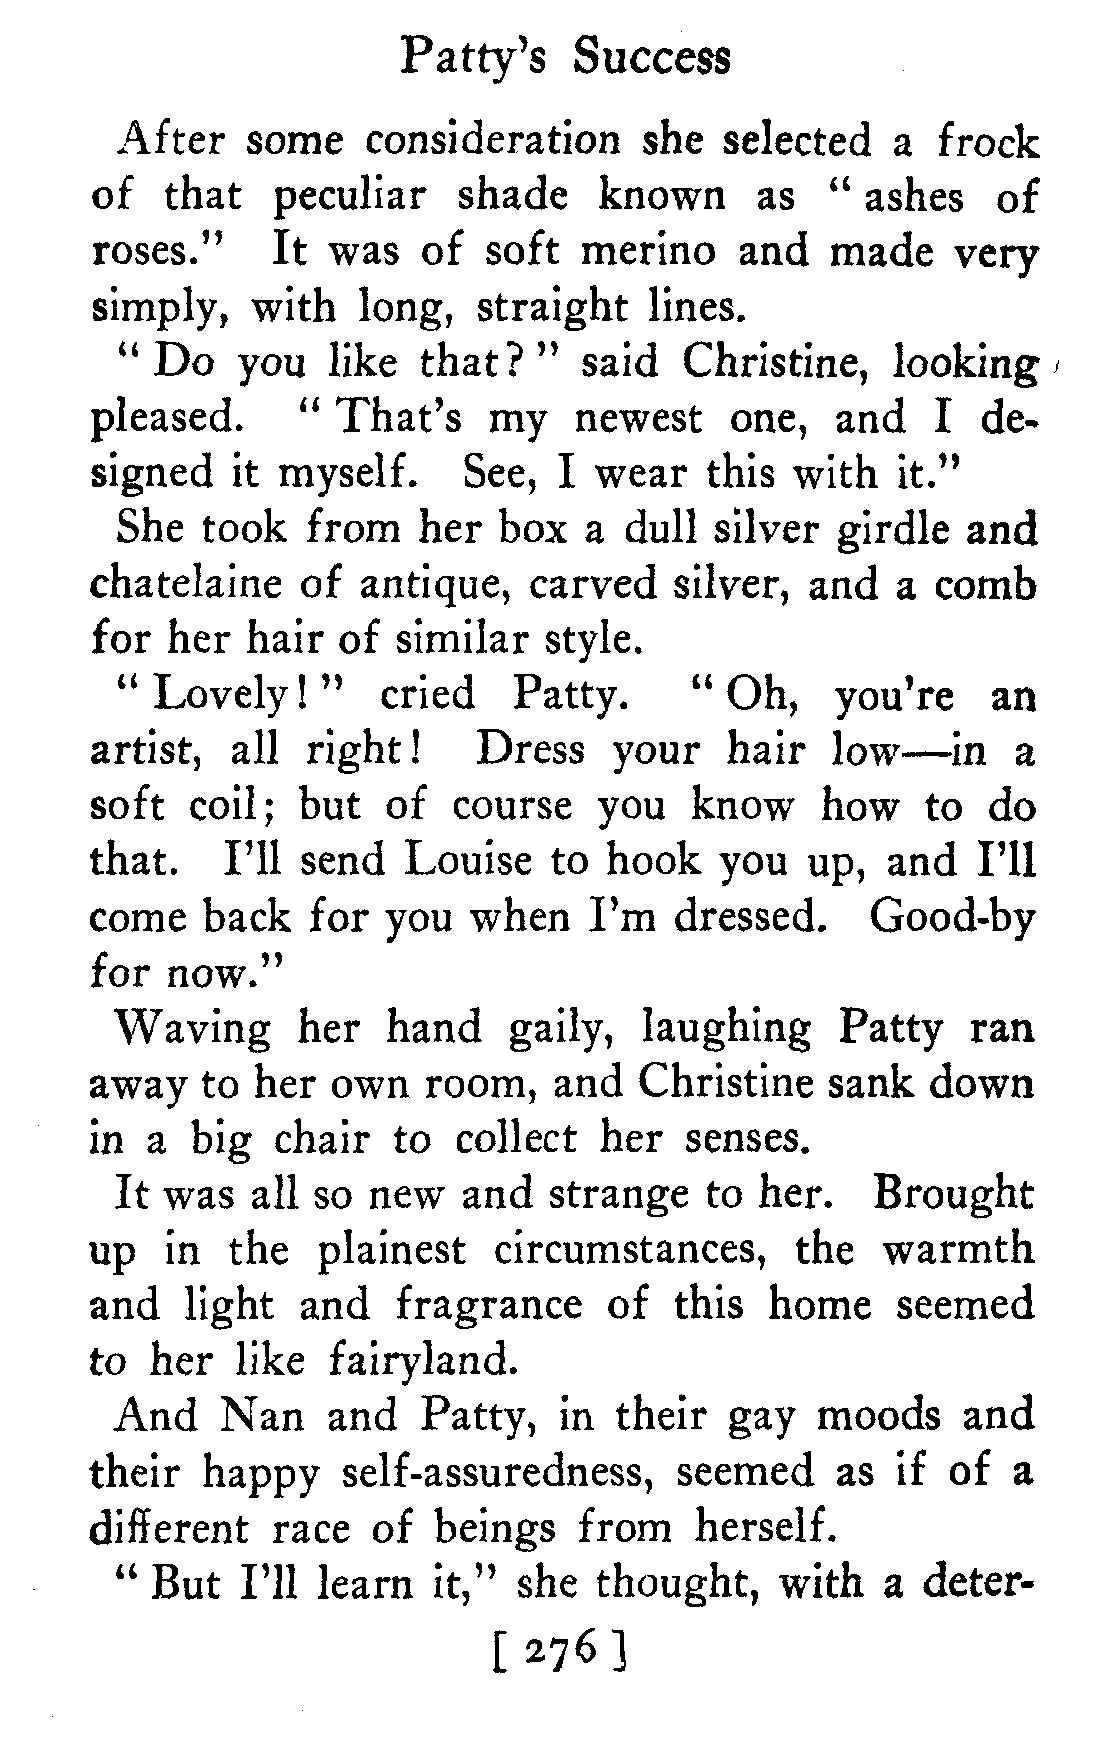 Patty's Success
After some consideration she selected a frock
of that peculiar shade known as " ashes of
roses." It was of soft merino and made very
simply, with long, straight lines.
" Do you like that? " said Christine, looking
pleased. " That's my newest one, and I de-
signed it myself. See, I wear this with it."
She took from her box a dull silver girdle and
chatelaine of antique, carved silver, and a comb
for her hair of similar style.
" Lovely! " cried Patty. " Oh, you're an
artist, all right! Dress your hair low—in a
soft coil; but of course you know how to do
that. I'll send Louise to hook you up, and I'll
come back for you when I'm dressed. Good-by
for now."
Waving her hand gaily, laughing Patty ran
away to her own room, and Christine sank down
in a big chair to collect her senses.
It was all so new and strange to her. Brought
up in the plainest circumstances, the warmth
and light and fragrance of this home seemed
to her like fairyland.
And Nan and Patty, in their gay moods and
their happy self-assuredness, seemed as if of a
different race of beings from herself.
" But I'll learn it," she thought, with a deter-
[ 276 ]